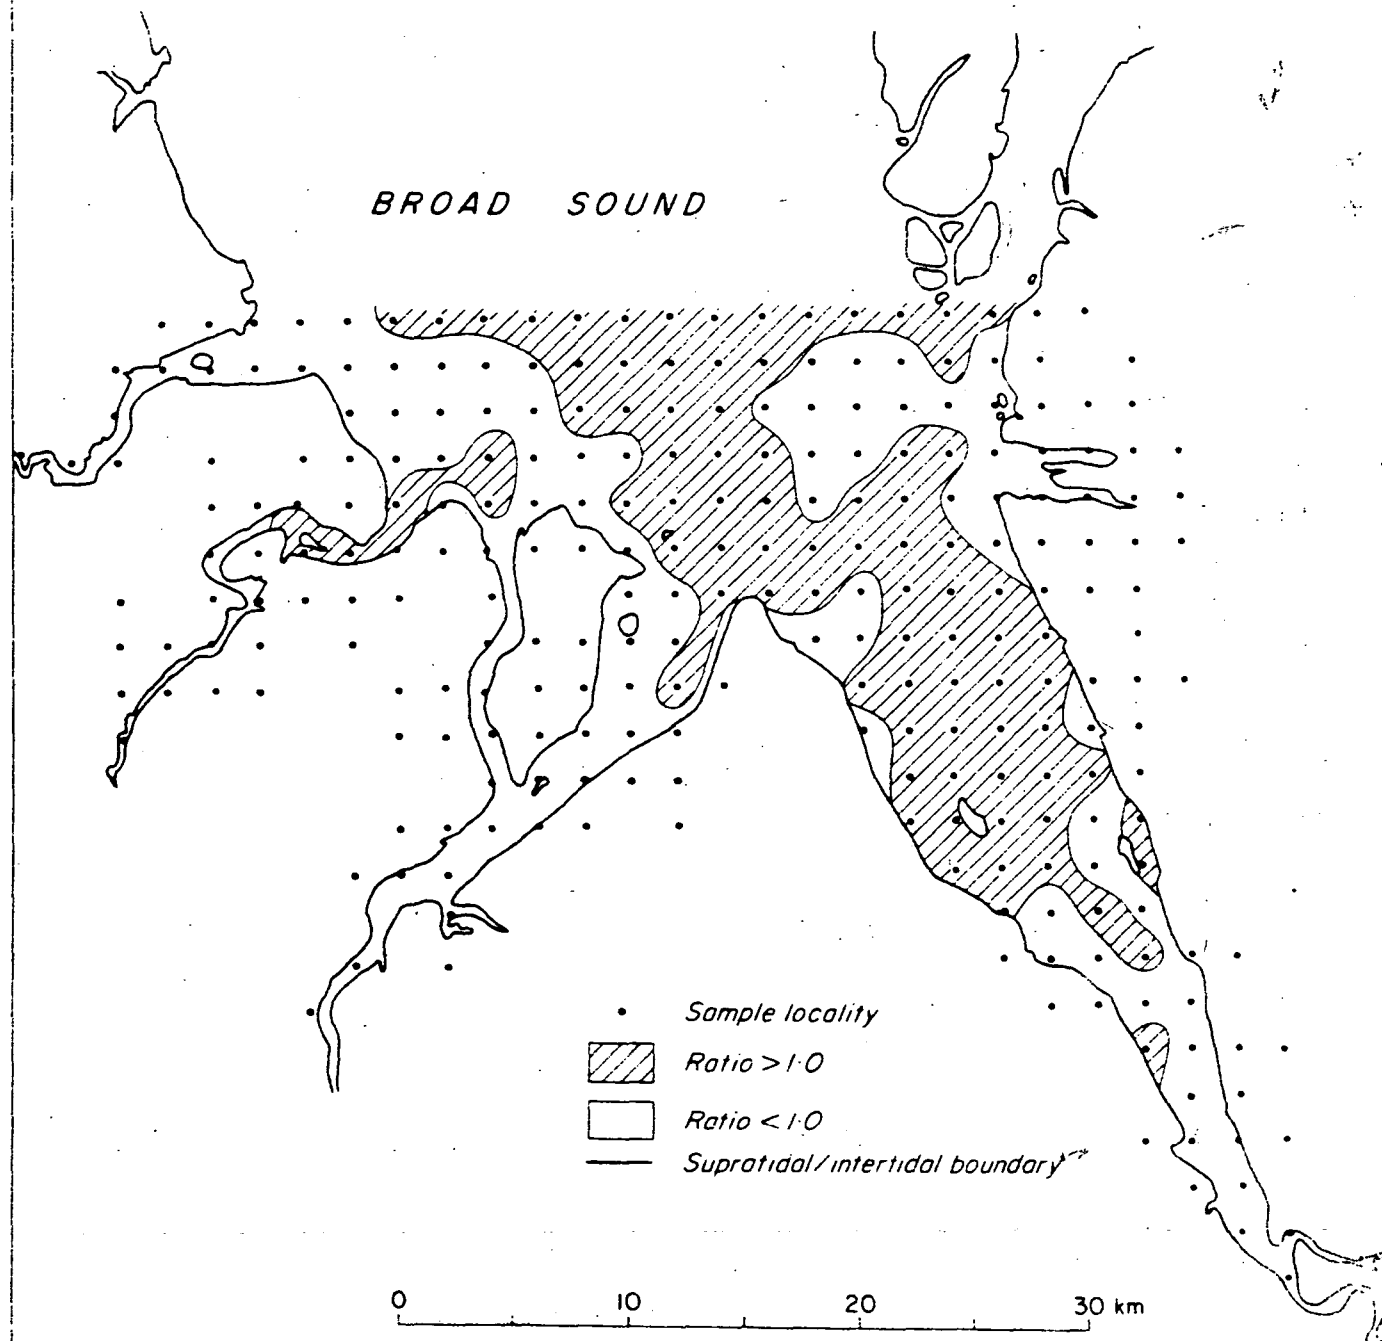 BROAD SOUND
Sample locality
Ratio > 1·0
Ratio < 1·0
Supratidal/intertidal boundary
0 10 20 30 km